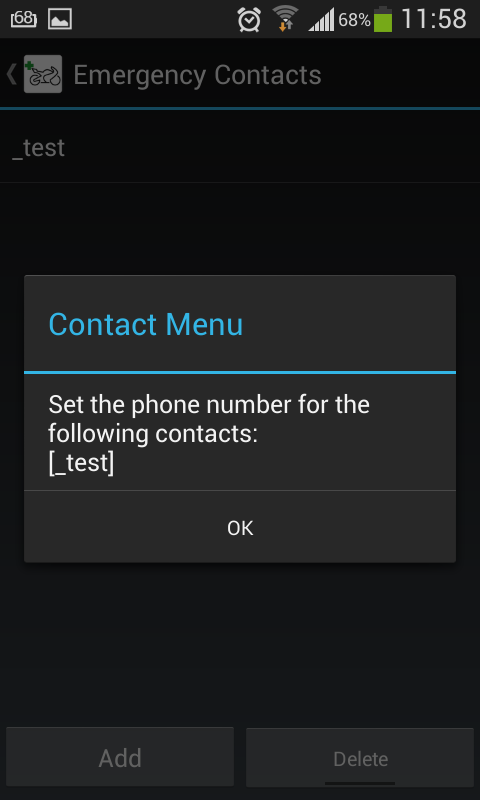 68
68%
11:58
Emergency Contacts
_test
Contact Menu
Set the phone number for the
following contacts:
[_test]
OK
Add
Delete